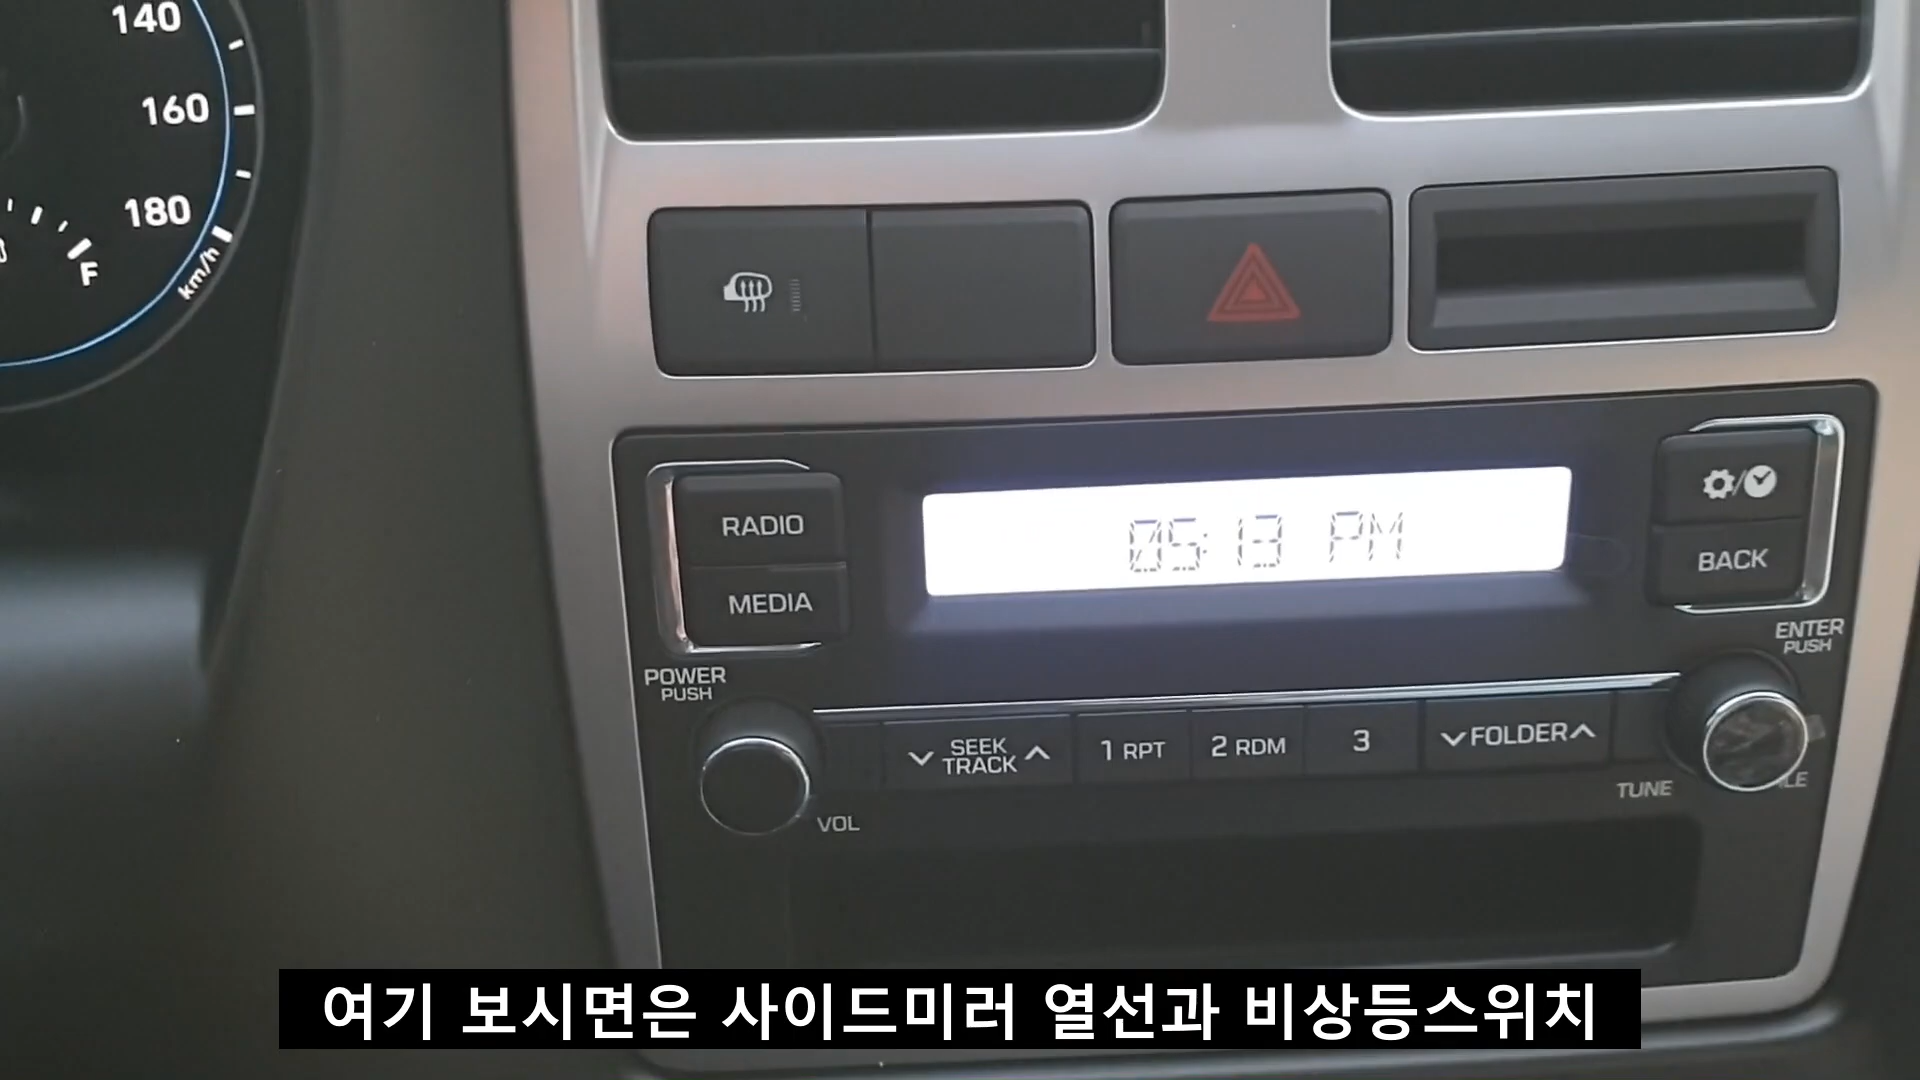 140
160
180
km/h
F
05:13 PM
RADIO
MEDIA
BACK
POWER
PUSH
ENTER
PUSH
SEEK
TRACK
1 RPT
2 RDM
3
FOLDER
VOL
TUNE
여기 보시면은 사이드미러 열선과 비상등스위치